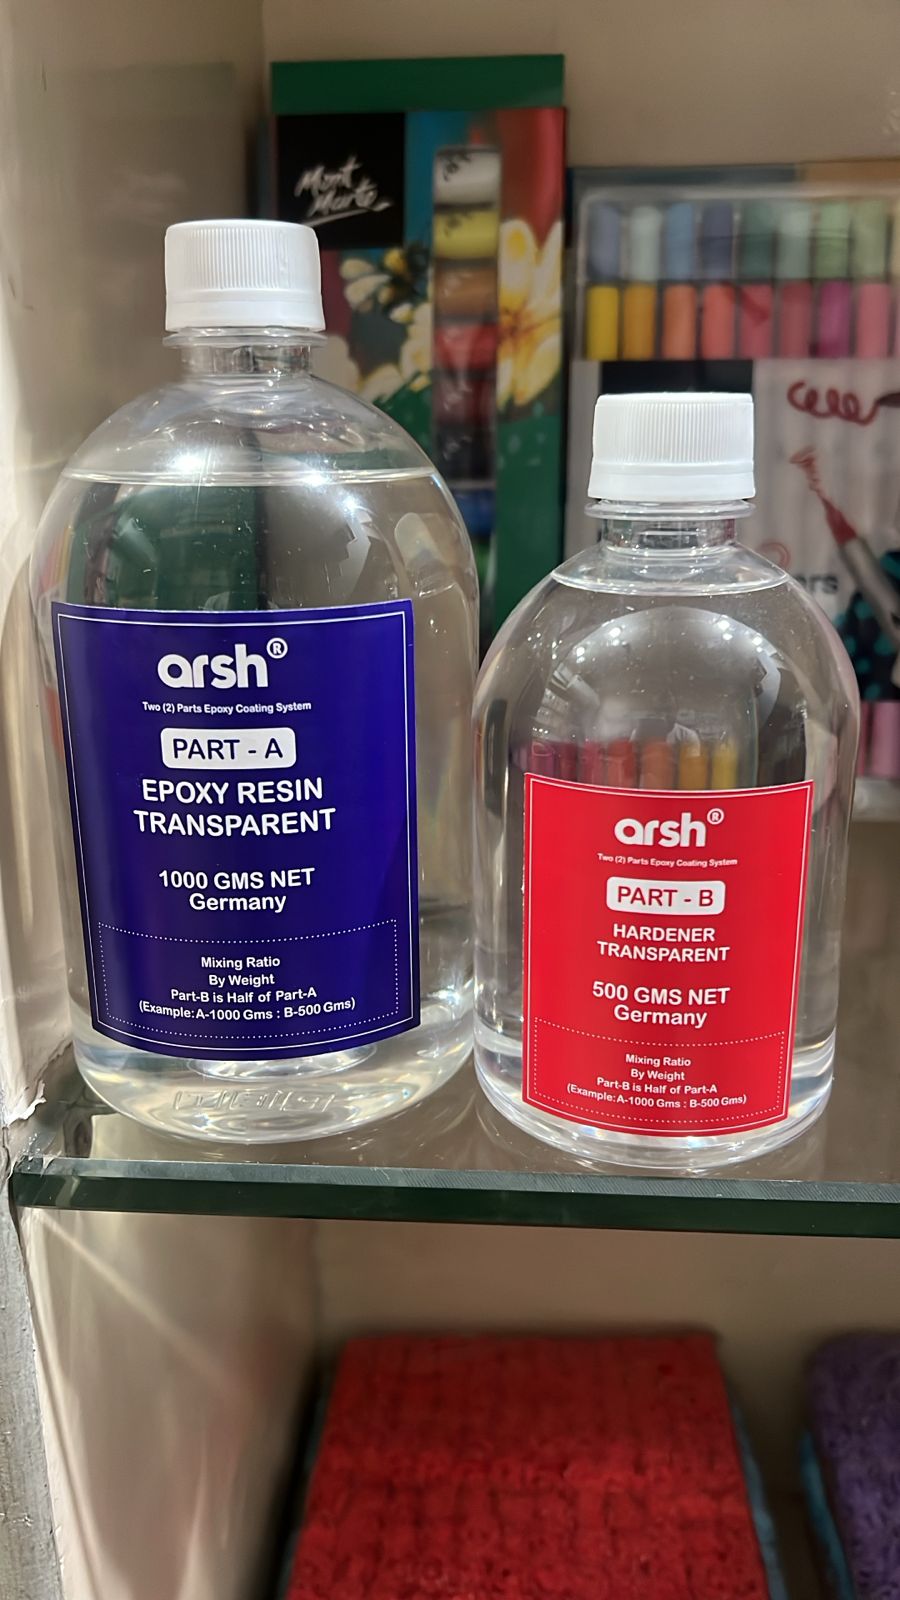 Mont
Marte
arsh®
Two (2) Parts Epoxy Coating System
PART - A
EPOXY RESIN
TRANSPARENT
1000 GMS NET
Germany
Mixing Ratio
By Weight
Part-B is Half of Part-A
(Example: A-1000 Gms : B-500 Gms)
arsh®
Two (2) Parts Epoxy Coating System
PART - B
HARDENER
TRANSPARENT
500 GMS NET
Germany
Mixing Ratio
By Weight
Part-B is Half of Part-A
(Example: A-1000 Gms : B-500 Gms)